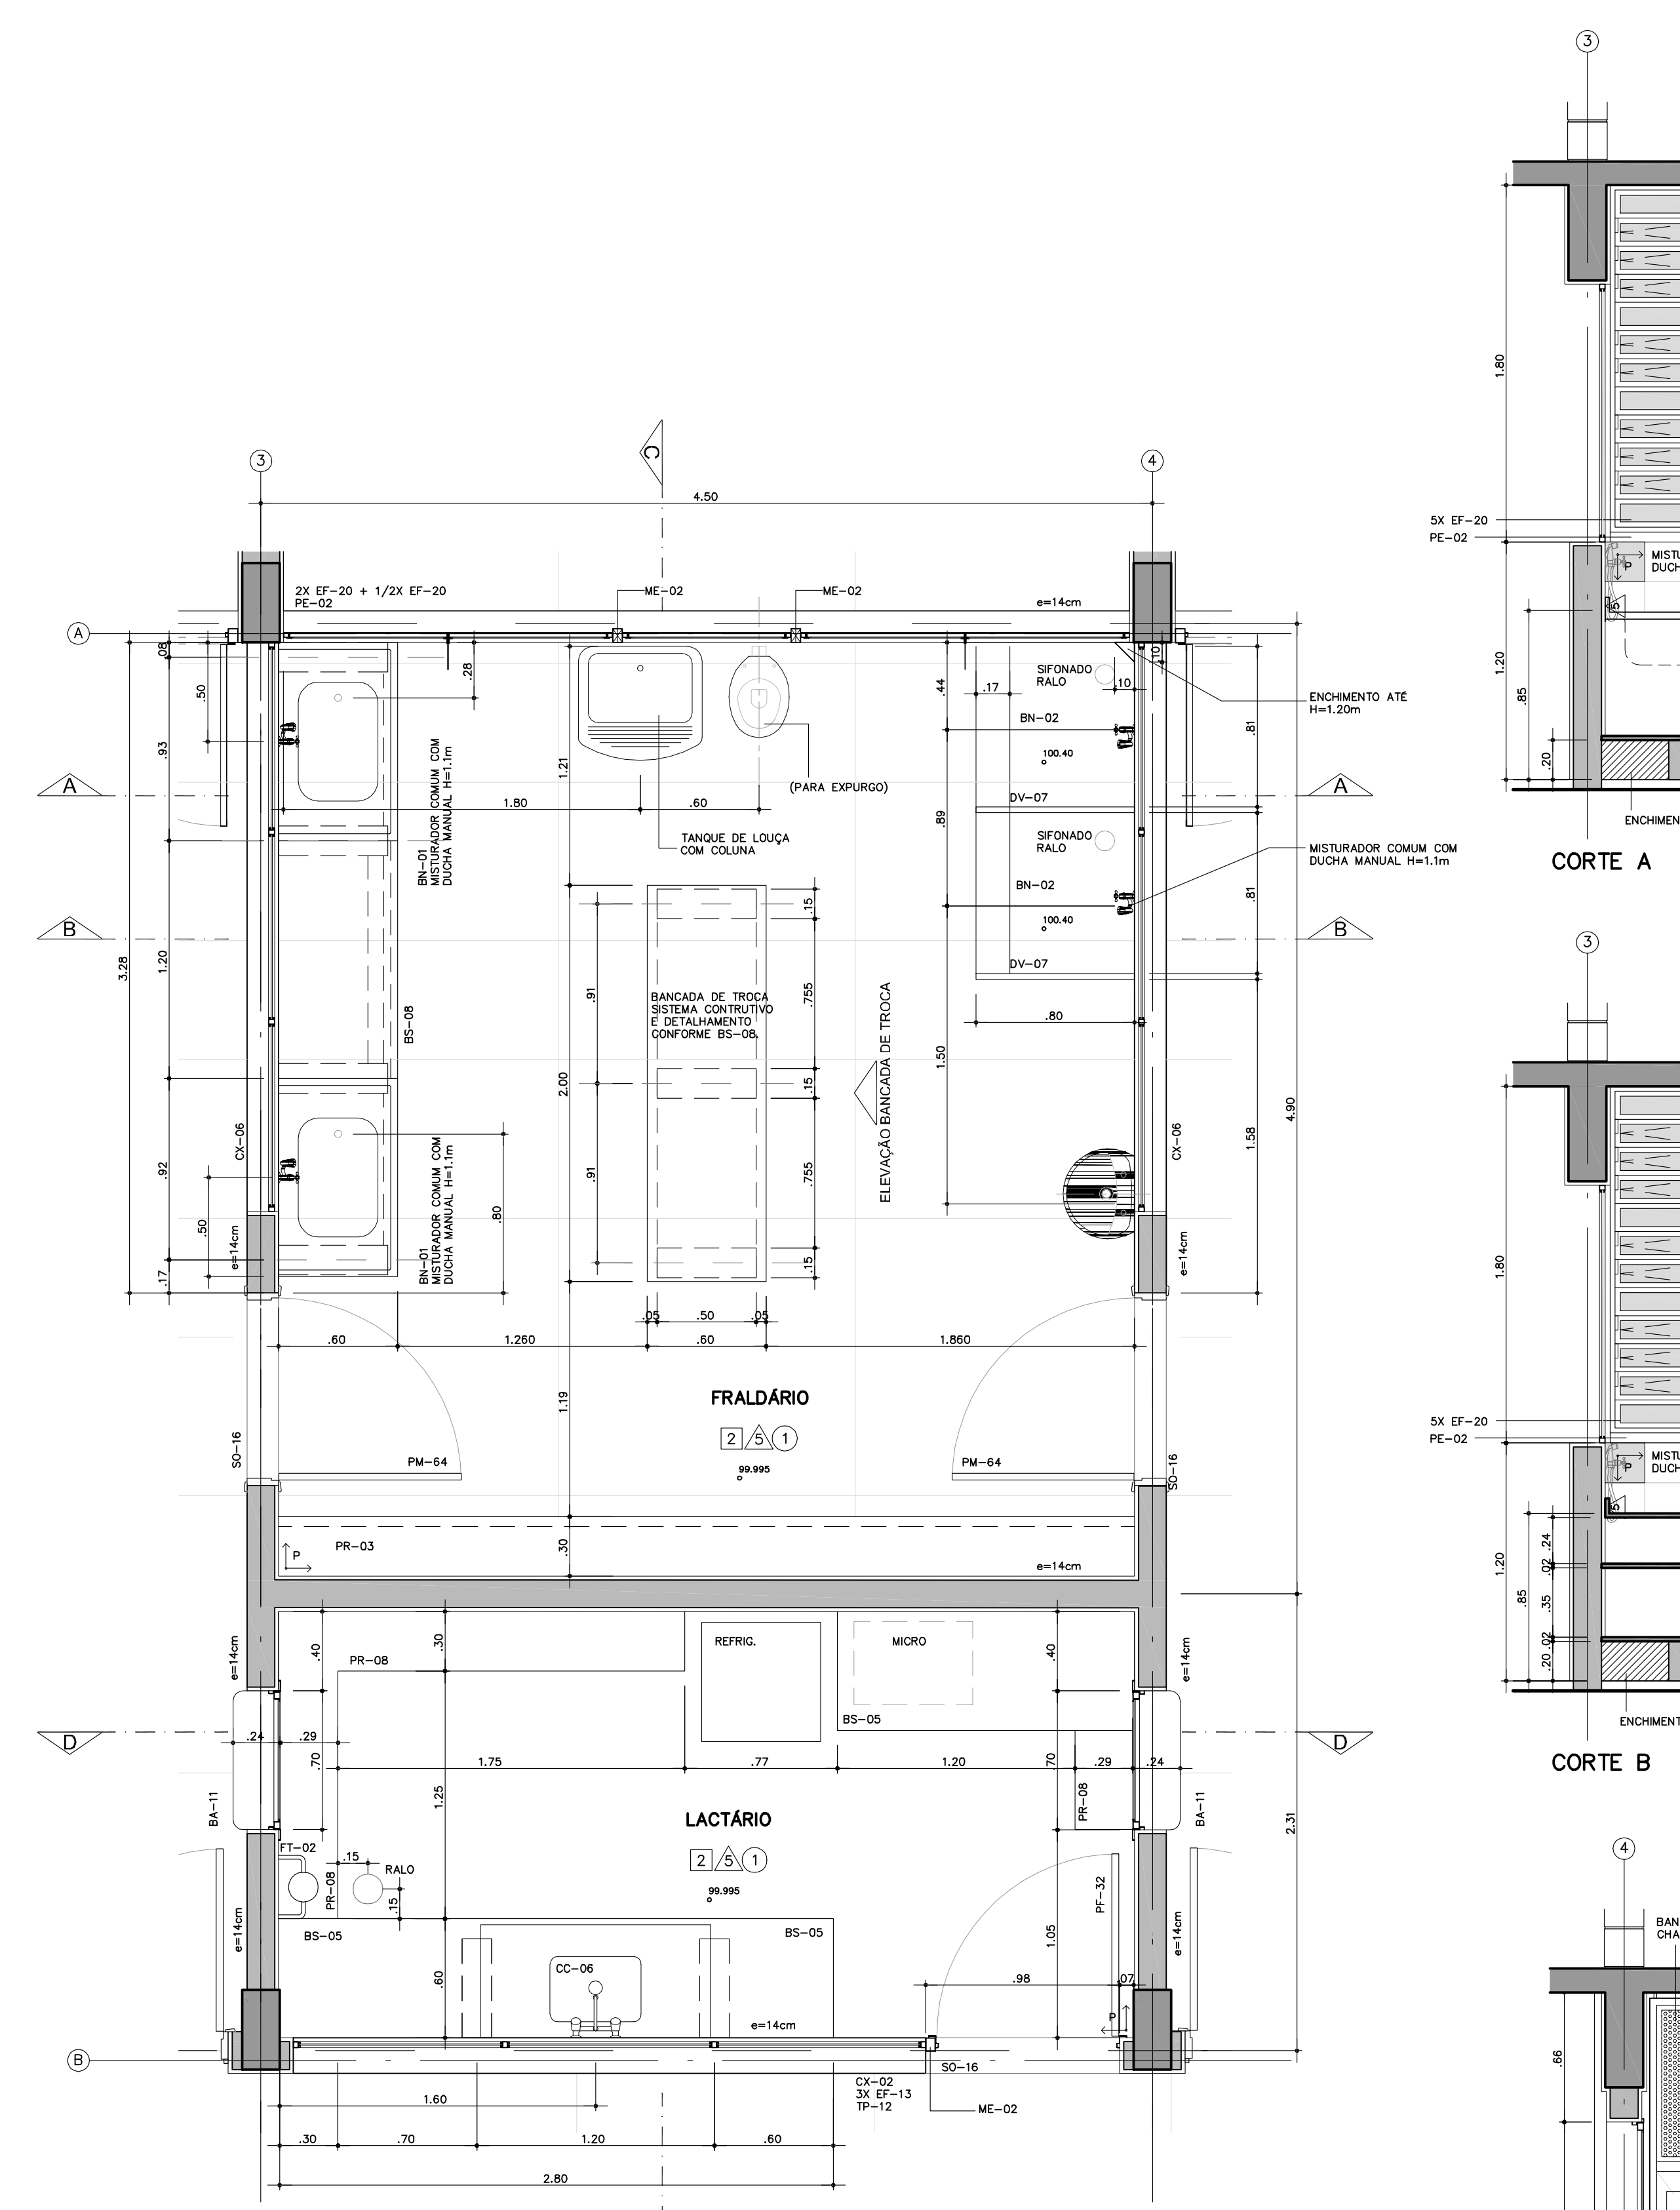 3
4
4.50
C
2X EF-20 + 1/2X EF-20
PE-02
ME-02
ME-02
e=14cm
A
.08
.50
.93
.28
1.21
SIFONADO
RALO
.10
.10
.17
.44
BN-02
100.40
.81
ENCHIMENTO ATÉ
H=1.20m
BN-01
MISTURADOR COMUM COM
DUCHA MANUAL H=1.1m
1.80
.60
(PARA EXPURGO)
TANQUE DE LOUÇA
COM COLUNA
A
A
DV-07
.89
SIFONADO
RALO
BN-02
100.40
.81
MISTURADOR COMUM COM
DUCHA MANUAL H=1.1m
B
B
3.28
1.20
BS-08
.15
.91
.755
BANCADA DE TROCA
SISTEMA CONTRUTIVO
E DETALHAMENTO
CONFORME BS-08.
DV-07
.80
ELEVAÇÃO BANCADA DE TROCA
1.50
2.00
.15
4.90
CX-06
CX-06
1.58
.92
.91
.755
.50
.80
BN-01
MISTURADOR COMUM COM
DUCHA MANUAL H=1.1m
e=14cm
e=14cm
.17
.15
.05
.50
.05
.60
1.260
.60
1.860
1.19
FRALDÁRIO
2
5
1
99.995
SO-16
PM-64
PM-64
SO-16
PR-03
P
.30
e=14cm
e=14cm
.40
.30
PR-08
REFRIG.
MICRO
.40
e=14cm
BS-05
D
D
.24
.29
.70
1.75
.77
1.20
.70
.29
.24
BA-11
1.25
PR-08
BA-11
2.31
LACTÁRIO
2
5
1
99.995
FT-02
.15
RALO
PR-08
.15
PF-32
BS-05
BS-05
1.05
e=14cm
e=14cm
CC-06
.60
.98
.07
P
e=14cm
B
SO-16
CX-02
3X EF-13
TP-12
ME-02
1.60
.30
.70
1.20
.60
2.80
3
1.80
5X EF-20
PE-02
P
MISTU
DUCH
5
1.20
.85
.20
ENCHIMEN
CORTE A
3
1.80
5X EF-20
PE-02
P
MISTU
DUCH
5
1.20
.85
.24
.02
.35
.02
.20
ENCHIMENT
CORTE B
4
BAN
CHA
.66